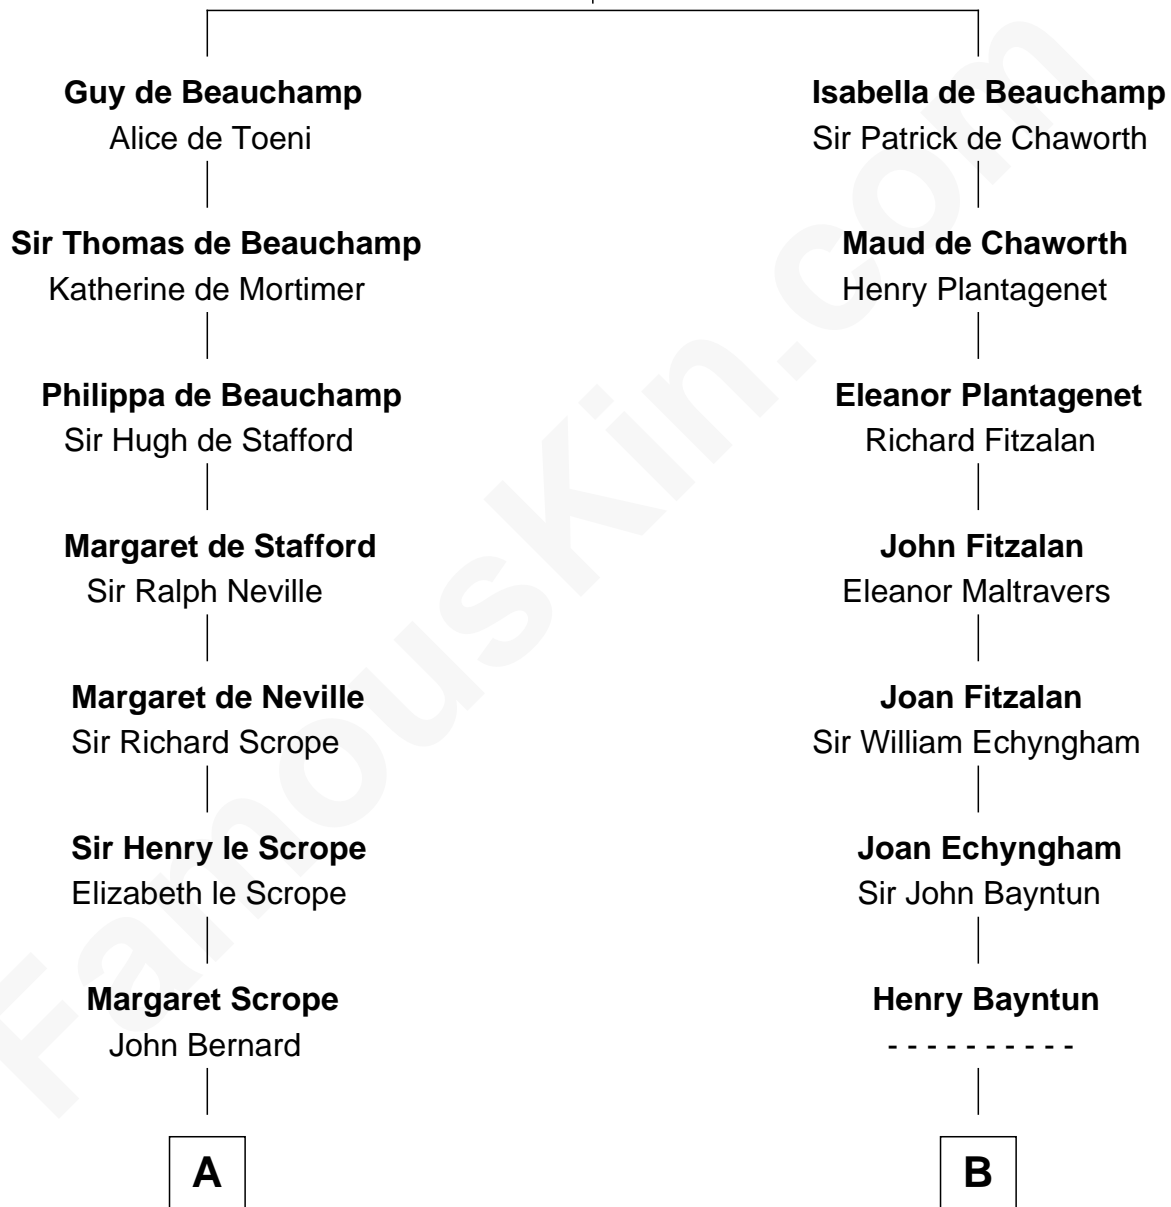 Guy de Beauchamp
Alice de Toeni
Sir Thomas de Beauchamp
Katherine de Mortimer
Philippa de Beauchamp
Sir Hugh de Stafford
Margaret de Stafford
Sir Ralph Neville
Margaret de Neville
Sir Richard Scrope
Sir Henry le Scrope
Elizabeth le Scrope
Margaret Scrope
John Bernard
A
Isabella de Beauchamp
Sir Patrick de Chaworth
Maud de Chaworth
Henry Plantagenet
Eleanor Plantagenet
Richard Fitzalan
John Fitzalan
Eleanor Maltravers
Joan Fitzalan
Sir William Echyngham
Joan Echyngham
Sir John Bayntun
Henry Bayntun
- - - - - - - - - -
B
FamousKin.com